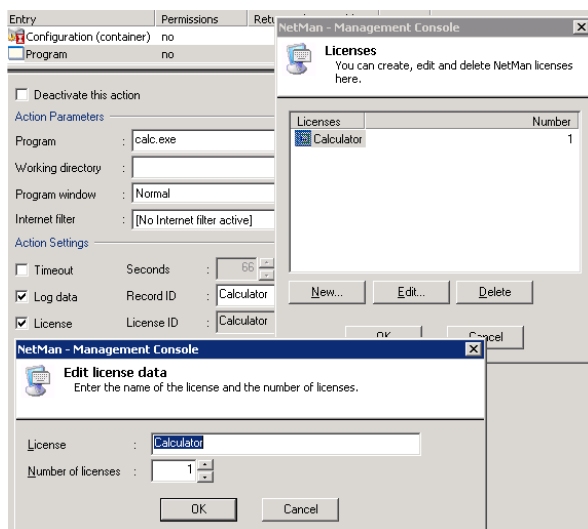 Entry Permissions
Configuration (container) no
Program no
Deactivate this action
Action Parameters
Program : calc.exe
Working directory :
Program window : Normal
Internet filter : [No Internet filter active]
Action Settings
Timeout Seconds : 66
Log data Record ID : Calculator
License License ID : Calculator
NetMan - Management Console
Licenses
You can create, edit and delete NetMan licenses
here.
Licenses Number
Calculator 1
New... Edit... Delete
OK Cancel
NetMan - Management Console
Edit license data
Enter the name of the license and the number of licenses.
License : Calculator
Number of licenses : 1
OK Cancel